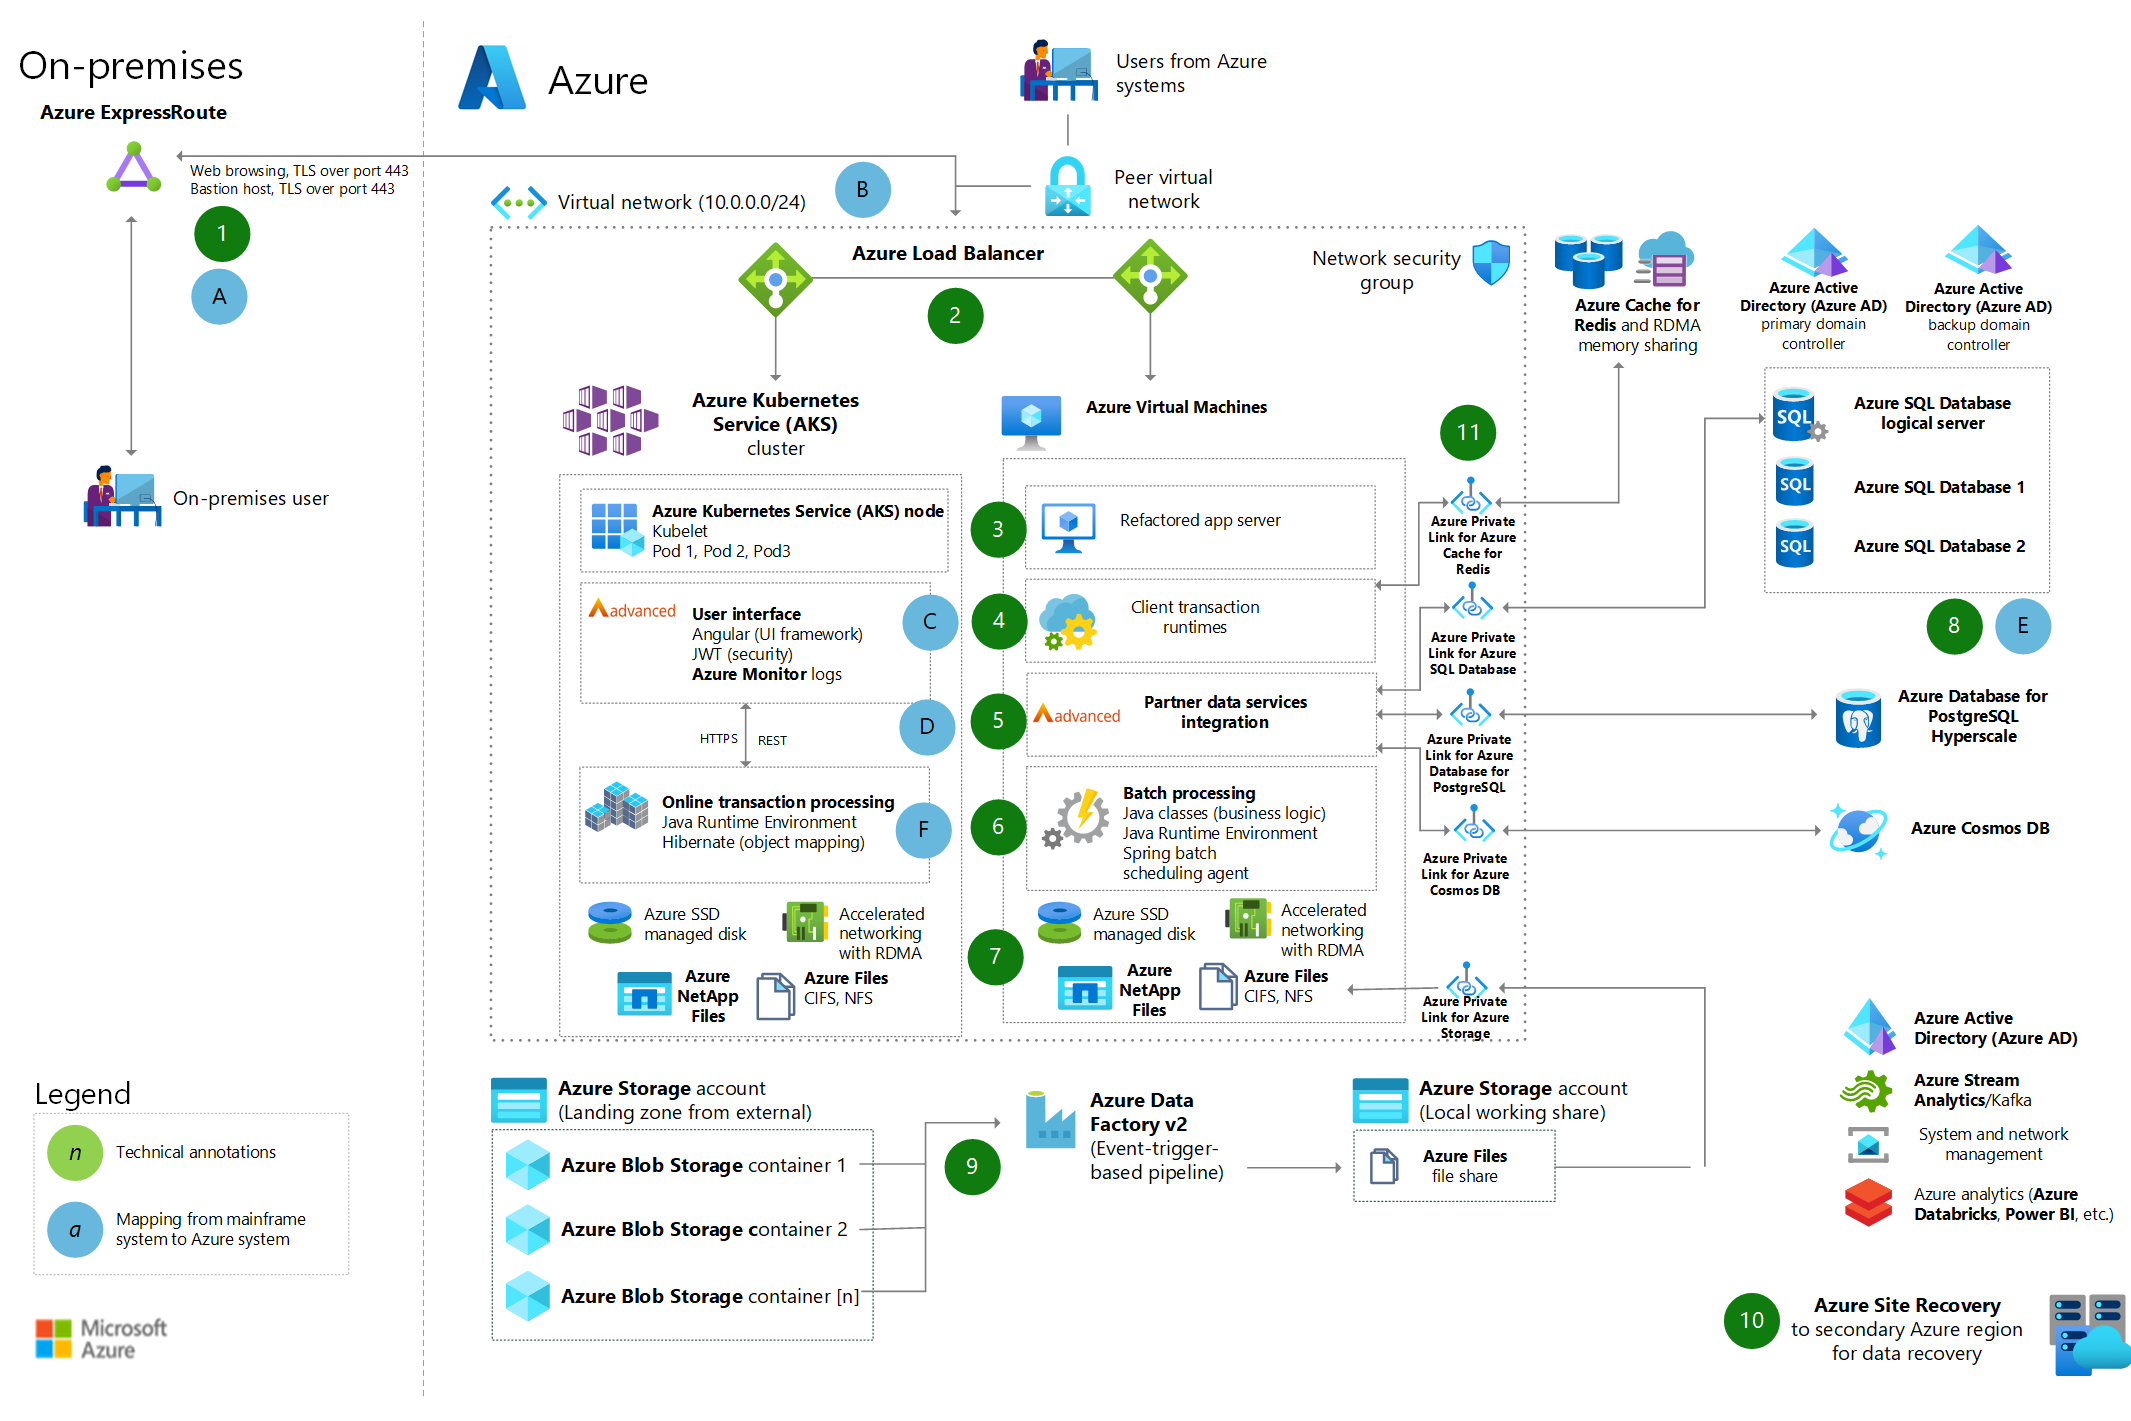 On-premises
Azure ExpressRoute
Web browsing, TLS over port 443
Bastion host, TLS over port 443
1
A
On-premises user
Azure
Users from Azure
systems
Peer virtual
network
B
Virtual network (10.0.0.0/24)
Azure Load Balancer
2
Network security
group
Azure Kubernetes
Service (AKS)
cluster
Azure Kubernetes Service (AKS) node
Kubelet
Pod 1, Pod 2, Pod3
advanced
User interface
Angular (UI framework)
JWT (security)
Azure Monitor logs
C
HTTPS
REST
D
Online transaction processing
Java Runtime Environment
Hibernate (object mapping)
F
Azure SSD
managed disk
Accelerated
networking
with RDMA
Azure
NetApp
Files
Azure Files
CIFS, NFS
Azure Virtual Machines
3
Refactored app server
4
Client transaction
runtimes
5
advanced
Partner data services
integration
6
Batch processing
Java classes (business logic)
Java Runtime Environment
Spring batch
scheduling agent
7
Azure SSD
managed disk
Accelerated
networking
with RDMA
Azure
NetApp
Files
Azure Files
CIFS, NFS
11
Azure Private
Link for Azure
Cache for
Redis
Azure Private
Link for Azure
SQL Database
Azure Private
Link for Azure
Database for
PostgreSQL
Azure Private
Link for Azure
Cosmos DB
Azure Private
Link for Azure
Storage
Azure Cache for
Redis and RDMA
memory sharing
Azure Active
Directory (Azure AD)
primary domain
controller
Azure Active
Directory (Azure AD)
backup domain
controller
SQL
Azure SQL Database
logical server
SQL
Azure SQL Database 1
SQL
Azure SQL Database 2
8
E
Azure Database for
PostgreSQL
Hyperscale
Azure Cosmos DB
Azure Active
Directory (Azure AD)
Azure Stream
Analytics/Kafka
System and network
management
Azure analytics (Azure
Databricks, Power BI, etc.)
10
Azure Site Recovery
to secondary Azure region
for data recovery
Azure Storage account
(Landing zone from external)
Azure Blob Storage container 1
Azure Blob Storage container 2
Azure Blob Storage container [n]
9
Azure Data
Factory v2
(Event-trigger-
based pipeline)
Azure Storage account
(Local working share)
Azure Files
file share
Legend
n
Technical annotations
a
Mapping from mainframe
system to Azure system
Microsoft
Azure